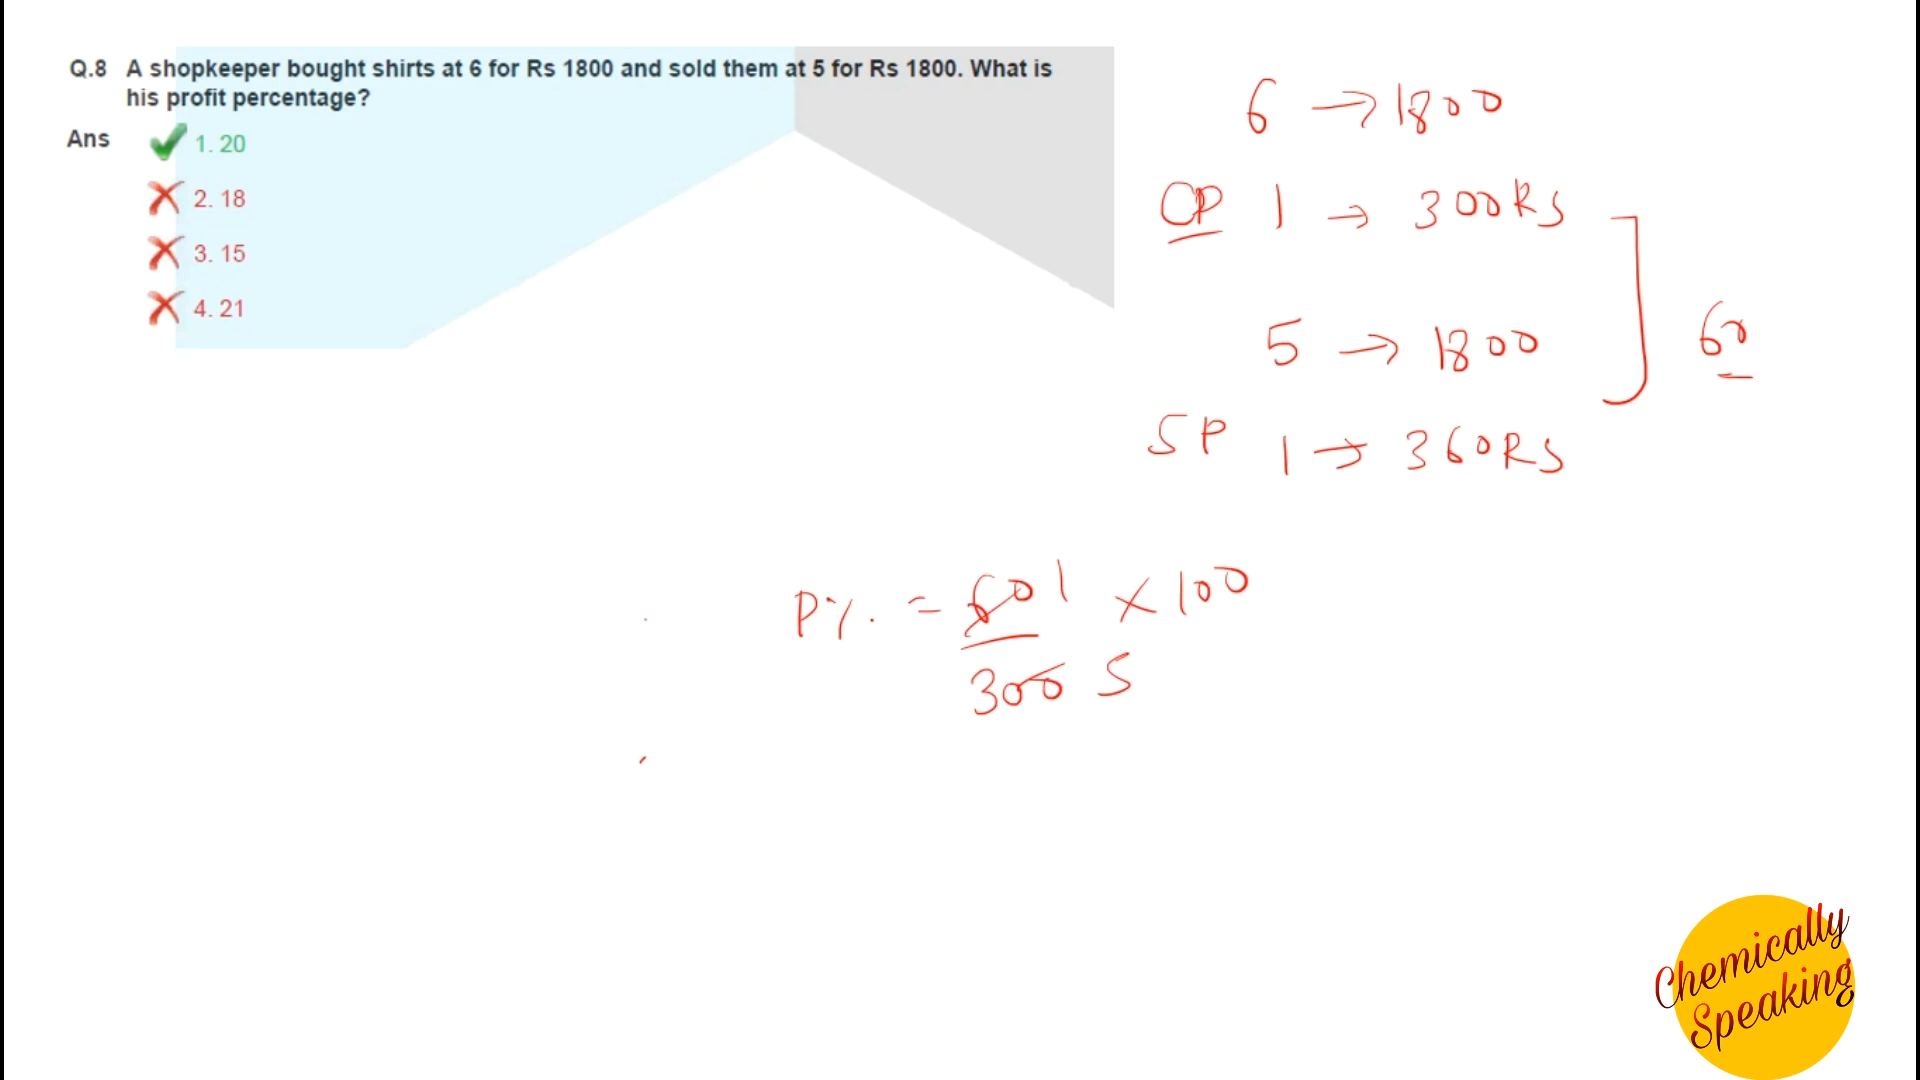 Q.8 A shopkeeper bought shirts at 6 for Rs 1800 and sold them at 5 for Rs 1800. What is
his profit percentage?
Ans 1. 20
2. 18
3. 15
4. 21
6 → 1800
CP 1 → 300RS
5 → 1800
60
SP 1 → 360RS
P%. = 60 1 × 100
300 5
Chemically
Speaking